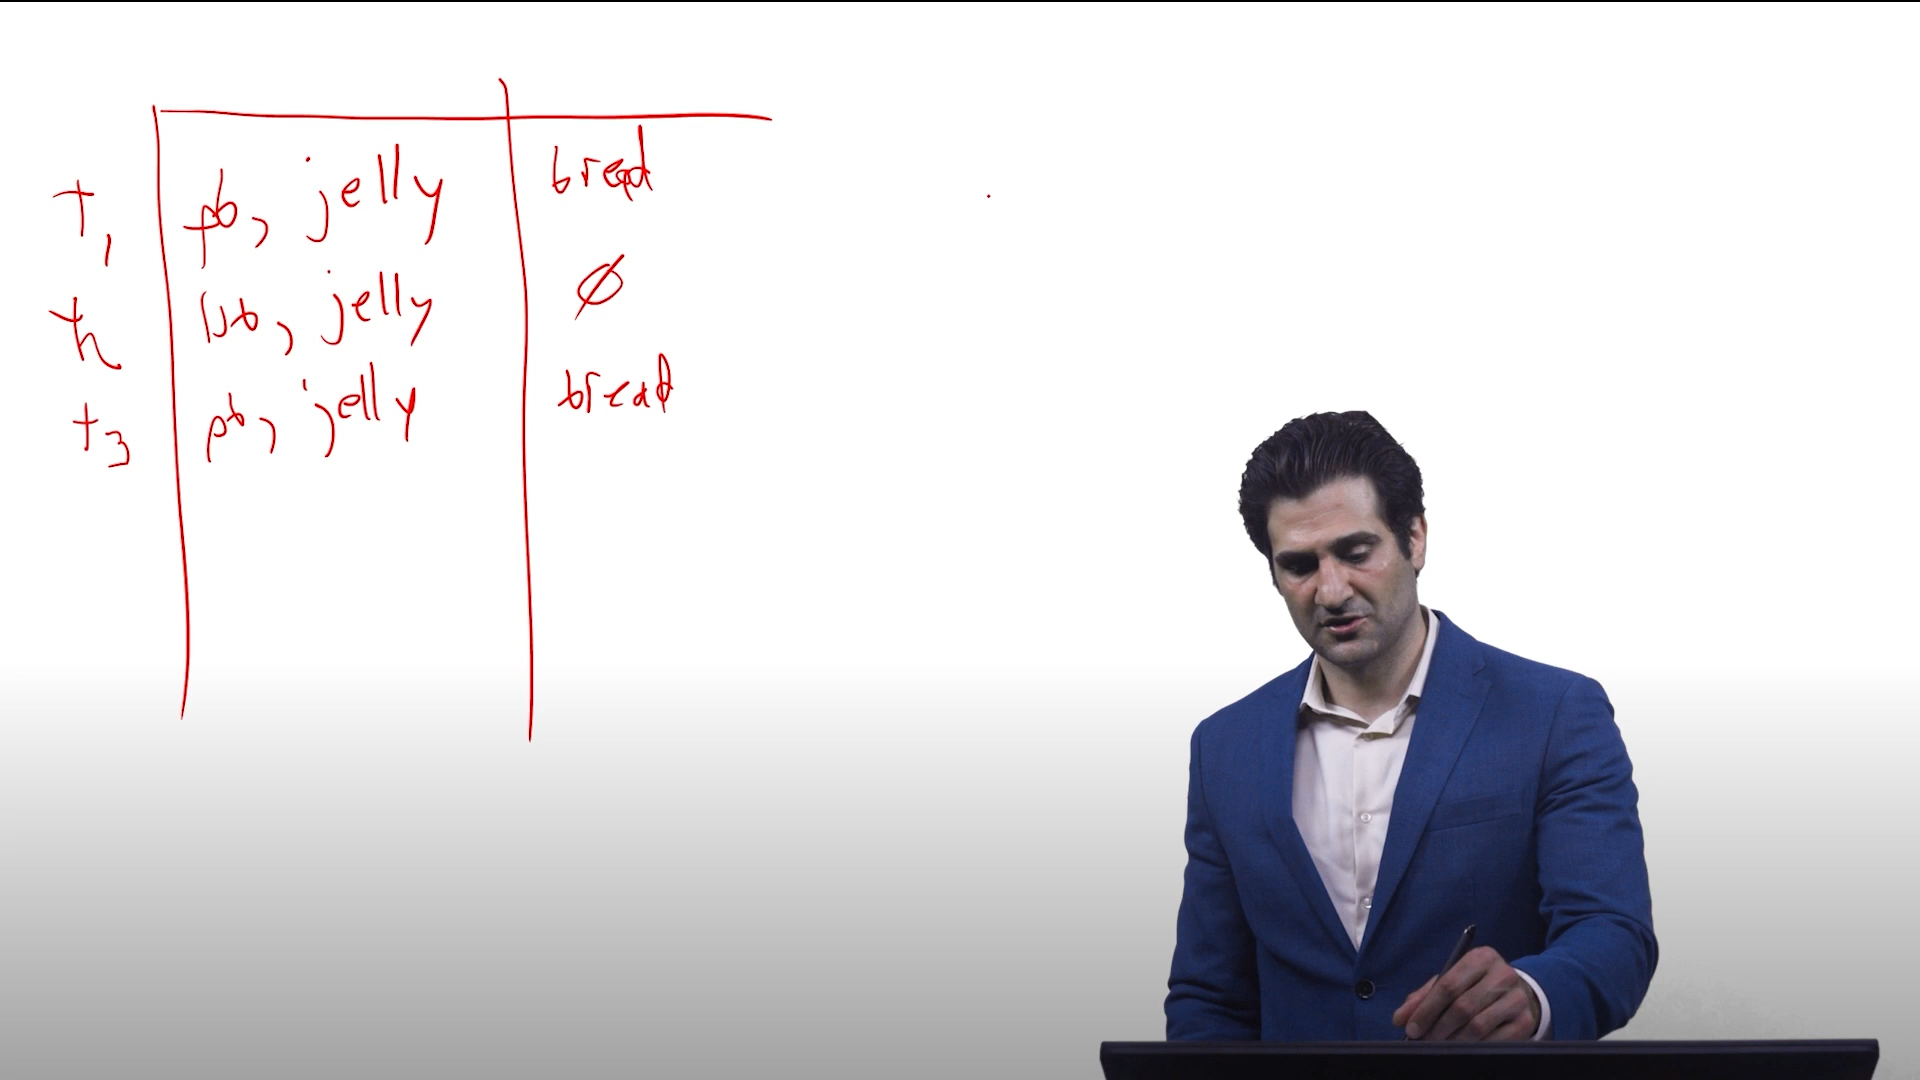 T1 pb, jelly bread
t2 pb, jelly ∅
t3 pb, jelly bread